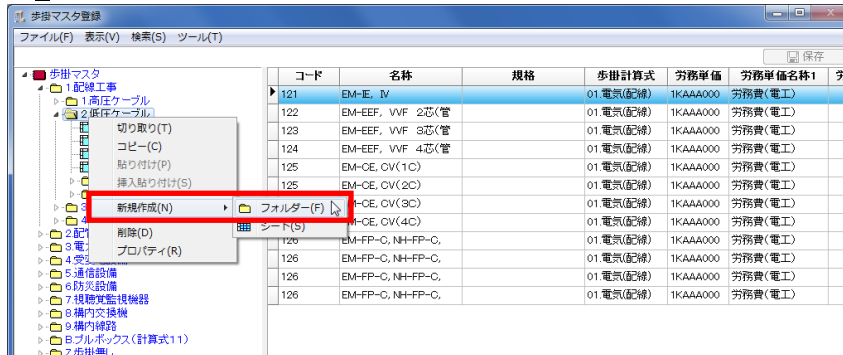 歩掛マスタ登録
ファイル(F) 表示(V) 検索(S) ツール(T)
保存
歩掛マスタ
1.配線工事
1.高圧ケーブル
2.低圧ケーブル
切り取り(T)
コピー(C)
貼り付け(P)
挿入貼り付け(S)
新規作成(N)
削除(D)
プロパティ(R)
フォルダー(F)
シート(S)
3
4
2.配
3.電
4.受
5.通信設備
6.防災設備
7.視聴覚監視機器
8.構内交換機
9.構内線路
B.プルボックス(計算式11)
Z.歩掛無し
コード 名称 規格 歩掛計算式 労務単価 労務単価名称1
121 EM-IE, IV 01.電気(配線) 1KAAA000 労務費(電工)
122 EM-EEF, VVF 2芯(管 01.電気(配線) 1KAAA000 労務費(電工)
123 EM-EEF, VVF 3芯(管 01.電気(配線) 1KAAA000 労務費(電工)
124 EM-EEF, VVF 4芯(管 01.電気(配線) 1KAAA000 労務費(電工)
125 EM-CE, CV(1C) 01.電気(配線) 1KAAA000 労務費(電工)
125 EM-CE, CV(2C) 01.電気(配線) 1KAAA000 労務費(電工)
EM-CE, CV(3C) 01.電気(配線) 1KAAA000 労務費(電工)
EM-CE, CV(4C) 01.電気(配線) 1KAAA000 労務費(電工)
126 EM-FP-C, NH-FP-C, 01.電気(配線) 1KAAA000 労務費(電工)
126 EM-FP-C, NH-FP-C, 01.電気(配線) 1KAAA000 労務費(電工)
126 EM-FP-C, NH-FP-C, 01.電気(配線) 1KAAA000 労務費(電工)
126 EM-FP-C, NH-FP-C, 01.電気(配線) 1KAAA000 労務費(電工)